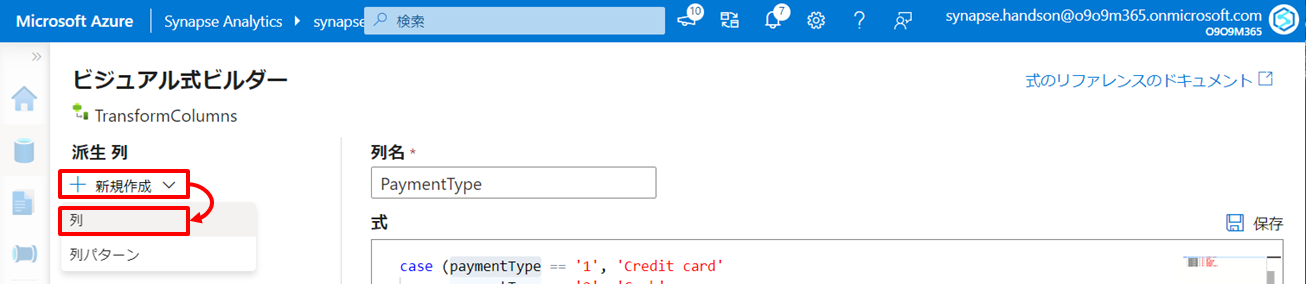 Microsoft Azure
Synapse Analytics
synapse
検索
10
7
synapse.handson@o9o9m365.onmicrosoft.com
O9O9M365
ビジュアル式ビルダー
式のリファレンスのドキュメント
TransformColumns
派生 列
列名 *
新規作成
PaymentType
列
式
保存
列パターン
case (paymentType == '1', 'Credit card'